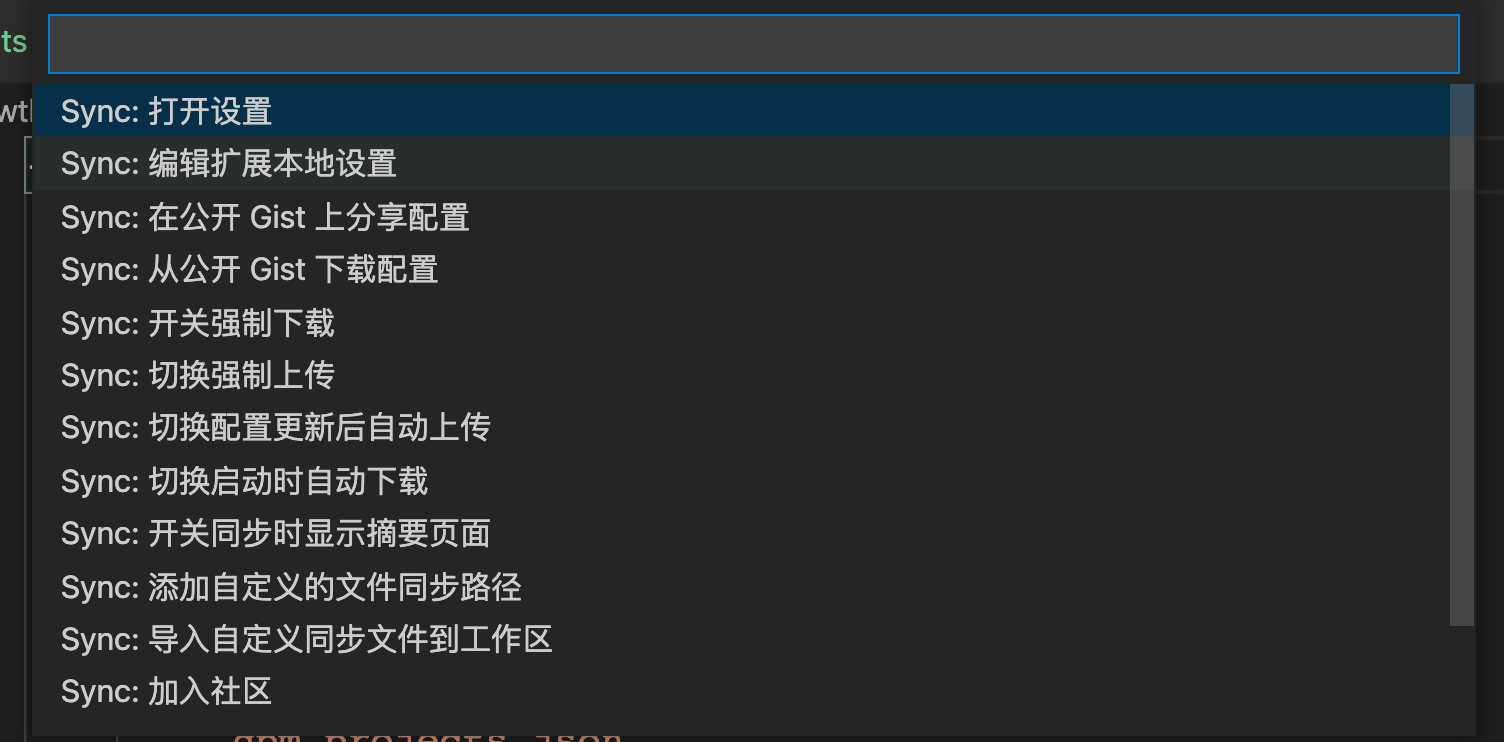 ts
Sync: 打开设置
Sync: 编辑扩展本地设置
Sync: 在公开 Gist 上分享配置
Sync: 从公开 Gist 下载配置
Sync: 开关强制下载
Sync: 切换强制上传
Sync: 切换配置更新后自动上传
Sync: 切换启动时自动下载
Sync: 开关同步时显示摘要页面
Sync: 添加自定义的文件同步路径
Sync: 导入自定义同步文件到工作区
Sync: 加入社区